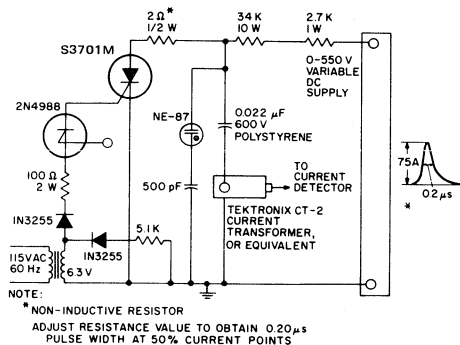 2Ω*
1/2 W
34 K
10 W
2.7K
1 W
S3701M
0-550 V
VARIABLE
DC
SUPPLY
2N4988
NE-87
0.022 µF
600 V
POLYSTYRENE
75A
0.2 µs
*
100 Ω
2 W
500 pF
TO
CURRENT
DETECTOR
IN3255
5.1K
TEKTRONIX CT-2
CURRENT
TRANSFORMER,
OR EQUIVALENT
115VAC
60 Hz
6.3 V
IN3255
NOTE:
*NON-INDUCTIVE RESISTOR
ADJUST RESISTANCE VALUE TO OBTAIN 0.20µs
PULSE WIDTH AT 50% CURRENT POINTS